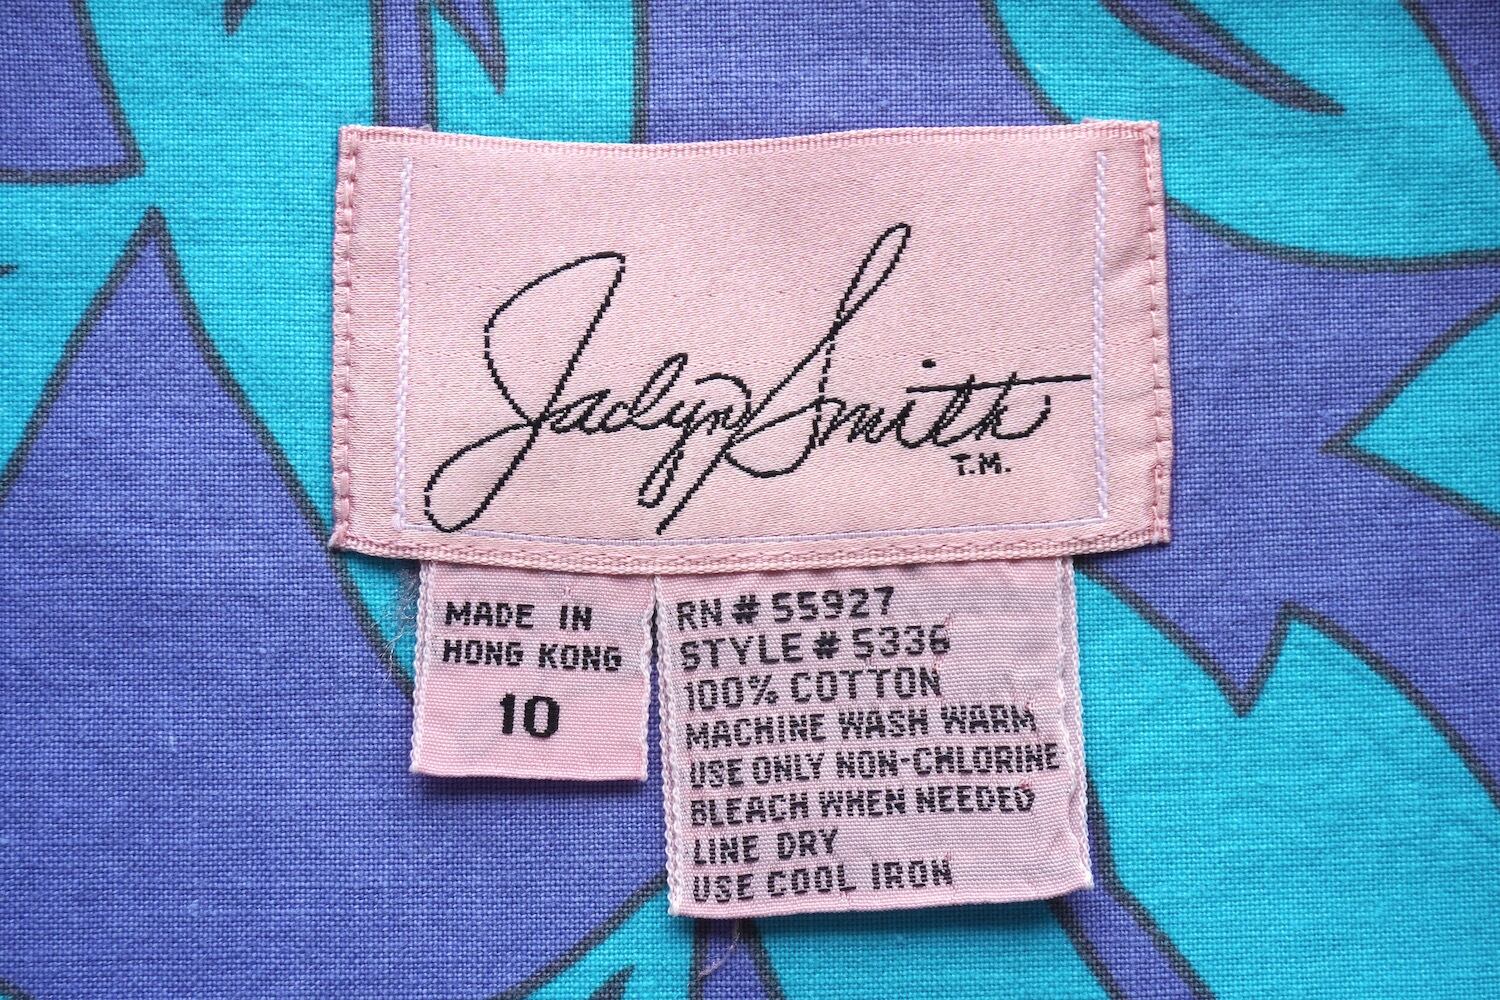 Jaclyn Smith
T.M.
MADE IN
HONG KONG
10
RN # 55927
STYLE # 5336
100% COTTON
MACHINE WASH WARM
USE ONLY NON-CHLORINE
BLEACH WHEN NEEDED
LINE DRY
USE COOL IRON